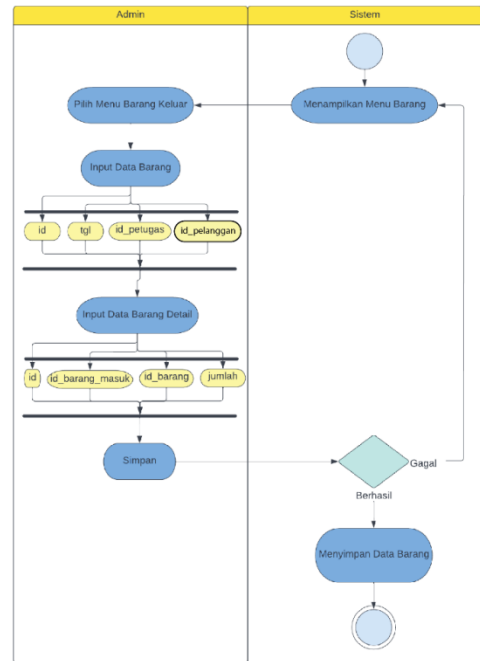 Admin
Sistem
Pilih Menu Barang Keluar
Menampilkan Menu Barang
Input Data Barang
id
tgl
id_petugas
id_pelanggan
Input Data Barang Detail
id
id_barang_masuk
id_barang
jumlah
Simpan
Gagal
Berhasil
Menyimpan Data Barang